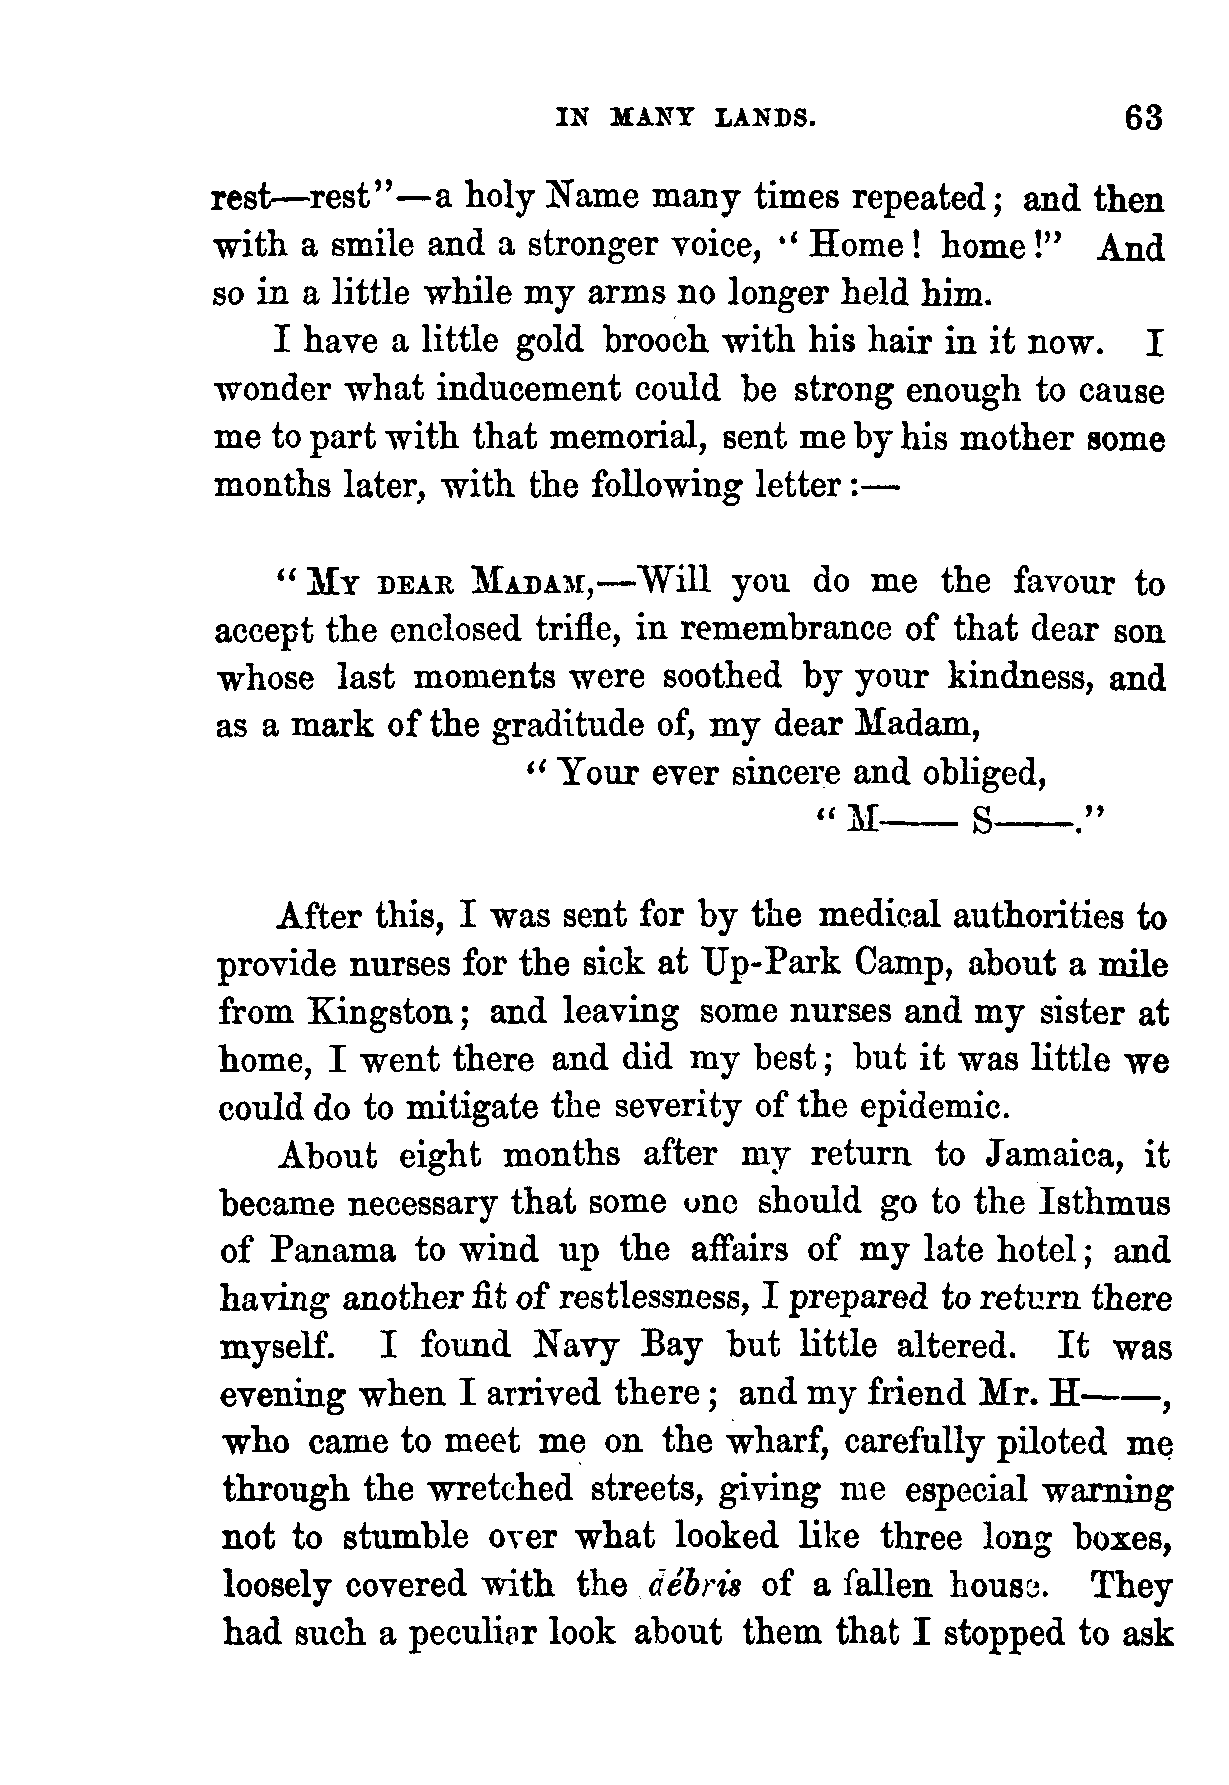 IN MANY LANDS. 63
rest—rest"—a holy Name many times repeated; and then
with a smile and a stronger voice, "Home! home!" And
so in a little while my arms no longer held him.
I have a little gold brooch with his hair in it now. I
wonder what inducement could be strong enough to cause
me to part with that memorial, sent me by his mother some
months later, with the following letter:—
"MY DEAR MADAM,—Will you do me the favour to
accept the enclosed trifle, in remembrance of that dear son
whose last moments were soothed by your kindness, and
as a mark of the graditude of, my dear Madam,
"Your ever sincere and obliged,
"M—— S——."
After this, I was sent for by the medical authorities to
provide nurses for the sick at Up-Park Camp, about a mile
from Kingston; and leaving some nurses and my sister at
home, I went there and did my best; but it was little we
could do to mitigate the severity of the epidemic.
About eight months after my return to Jamaica, it
became necessary that some one should go to the Isthmus
of Panama to wind up the affairs of my late hotel; and
having another fit of restlessness, I prepared to return there
myself. I found Navy Bay but little altered. It was
evening when I arrived there; and my friend Mr. H——,
who came to meet me on the wharf, carefully piloted me
through the wretched streets, giving me especial warning
not to stumble over what looked like three long boxes,
loosely covered with the débris of a fallen house. They
had such a peculiar look about them that I stopped to ask